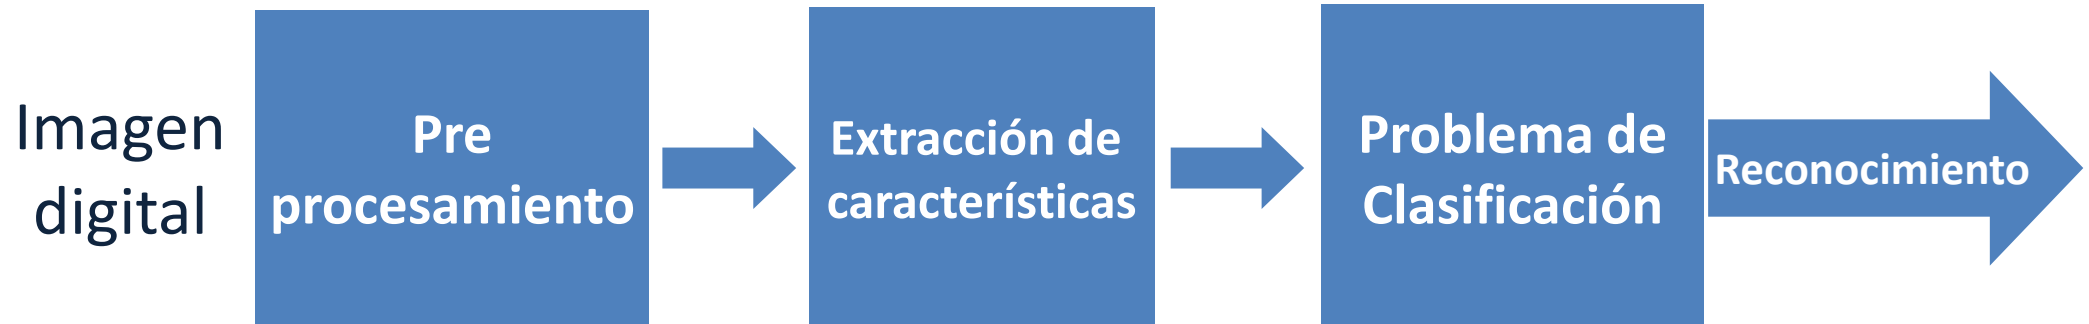 Imagen
digital
Pre
procesamiento
Extracción de
características
Problema de
Clasificación
Reconocimiento